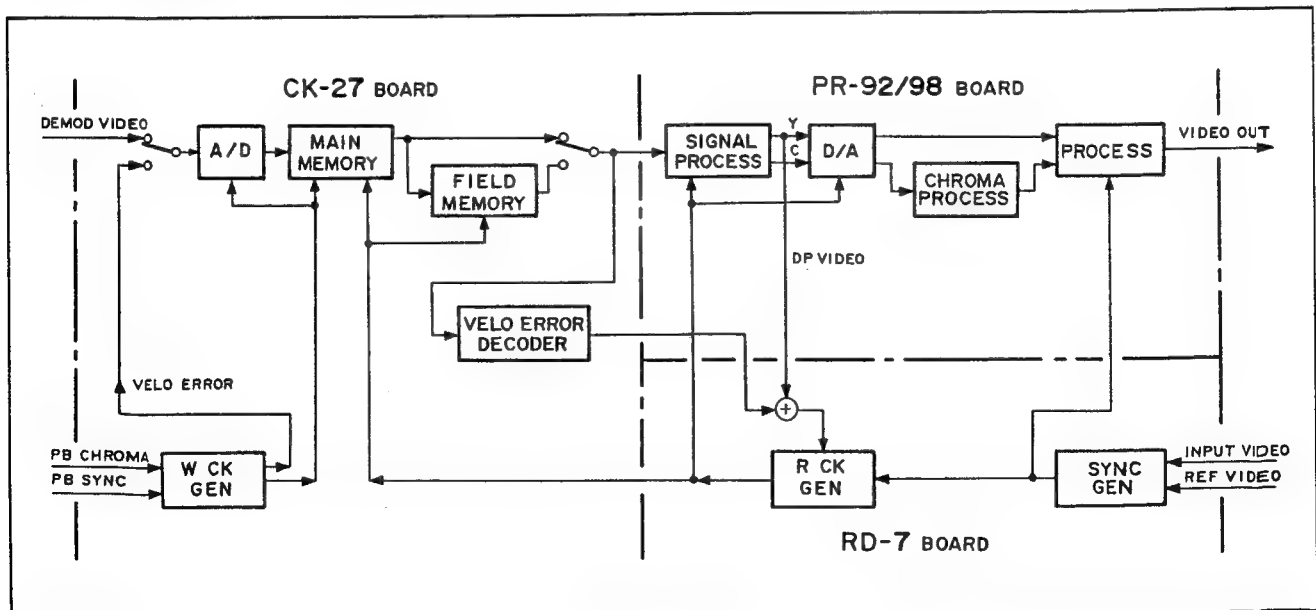 CK-27 BOARD
PR-92/98 BOARD
DEMOD VIDEO
A/D
MAIN
MEMORY
FIELD
MEMORY
SIGNAL
PROCESS
Y
C
D/A
CHROMA
PROCESS
PROCESS
VIDEO OUT
DP VIDEO
VELO ERROR
DECODER
VELO ERROR
+
PB CHROMA
PB SYNC
W CK
GEN
R CK
GEN
SYNC
GEN
INPUT VIDEO
REF VIDEO
RD-7 BOARD